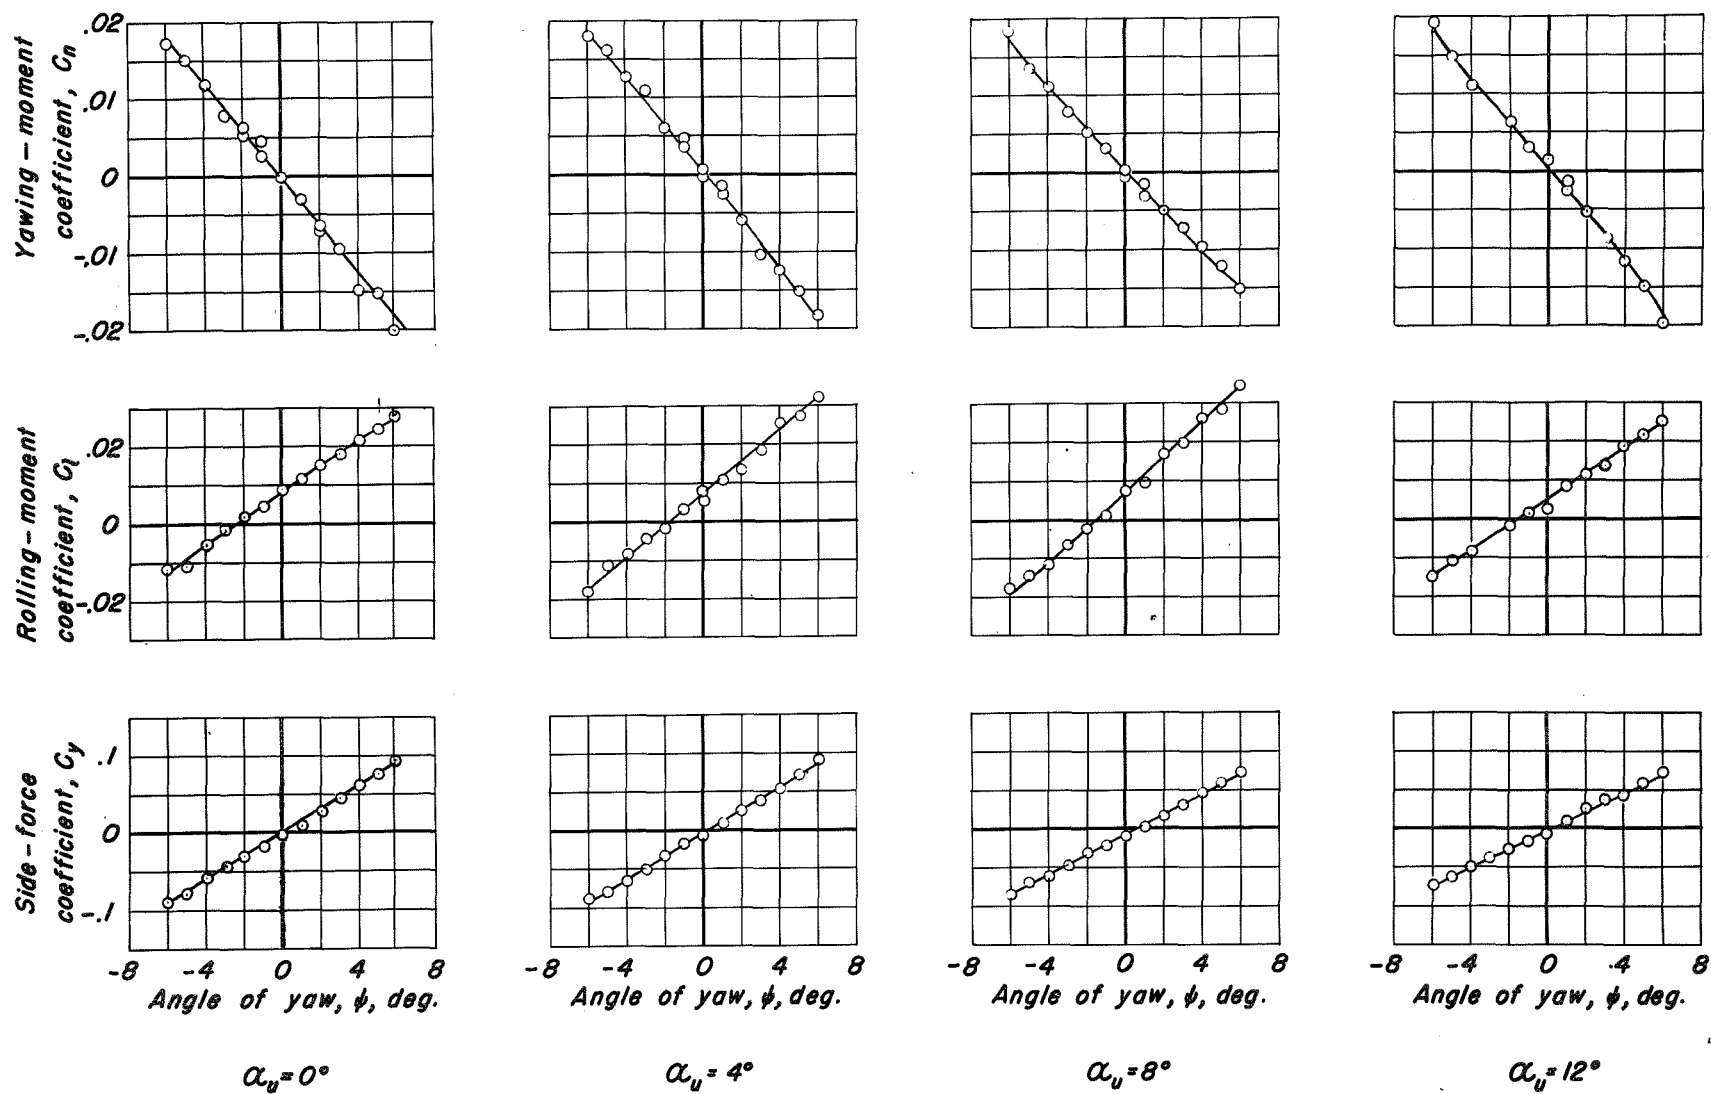 Yawing-moment
coefficient, Cn
.02
.01
0
-.01
-.02
Rolling-moment
coefficient, Cl
.02
0
-.02
Side-force
coefficient, Cy
.1
0
-.1
-8 -4 0 4 8
Angle of yaw, ψ, deg.
αu=0°
-8 -4 0 4 8
Angle of yaw, ψ, deg.
αu=4°
-8 -4 0 4 8
Angle of yaw, ψ, deg.
αu=8°
-8 -4 0 4 8
Angle of yaw, ψ, deg.
αu=12°